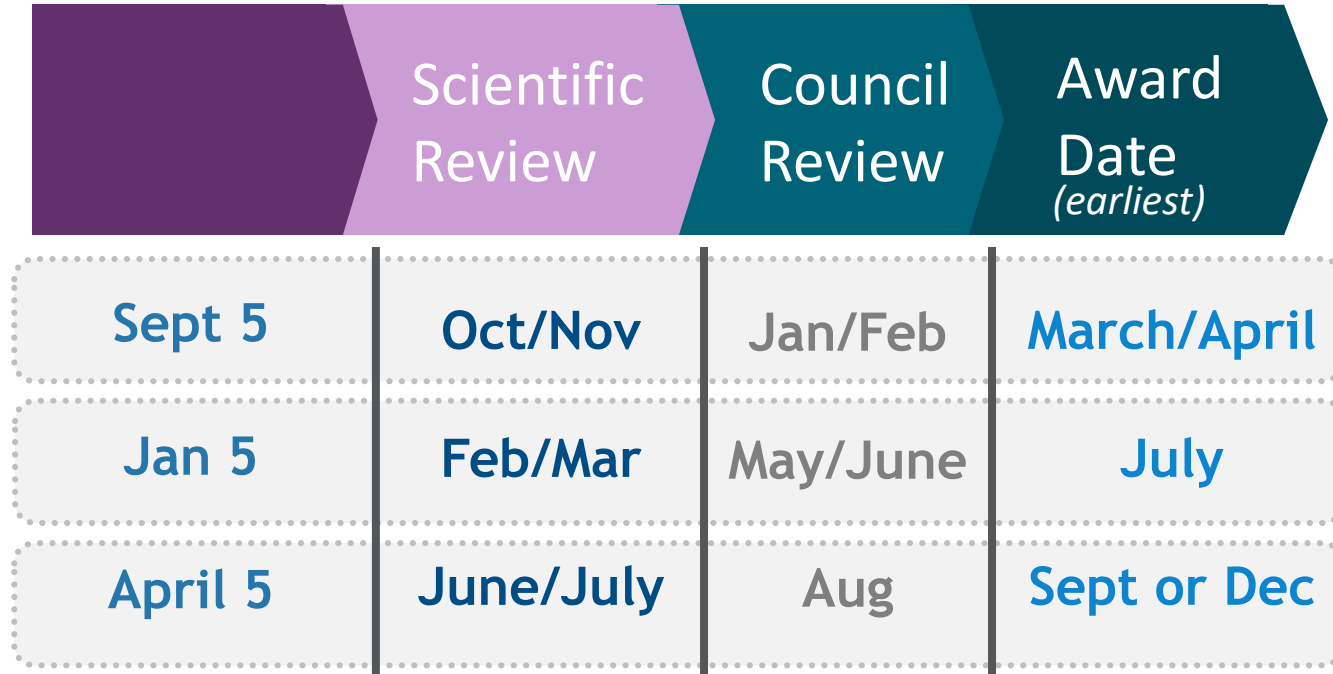 Scientific
Review
Council
Review
Award
Date
(earliest)
Sept 5 Oct/Nov Jan/Feb March/April
Jan 5 Feb/Mar May/June July
April 5 June/July Aug Sept or Dec